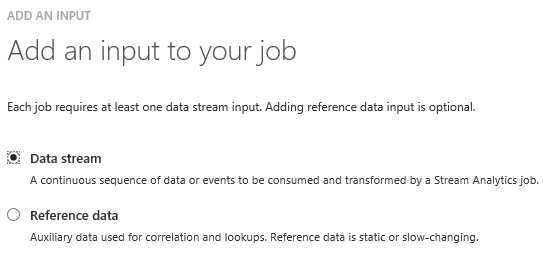 ADD AN INPUT
Add an input to your job
Each job requires at least one data stream input. Adding reference data input is optional.
Data stream
A continuous sequence of data or events to be consumed and transformed by a Stream Analytics job.
Reference data
Auxiliary data used for correlation and lookups. Reference data is static or slow-changing.